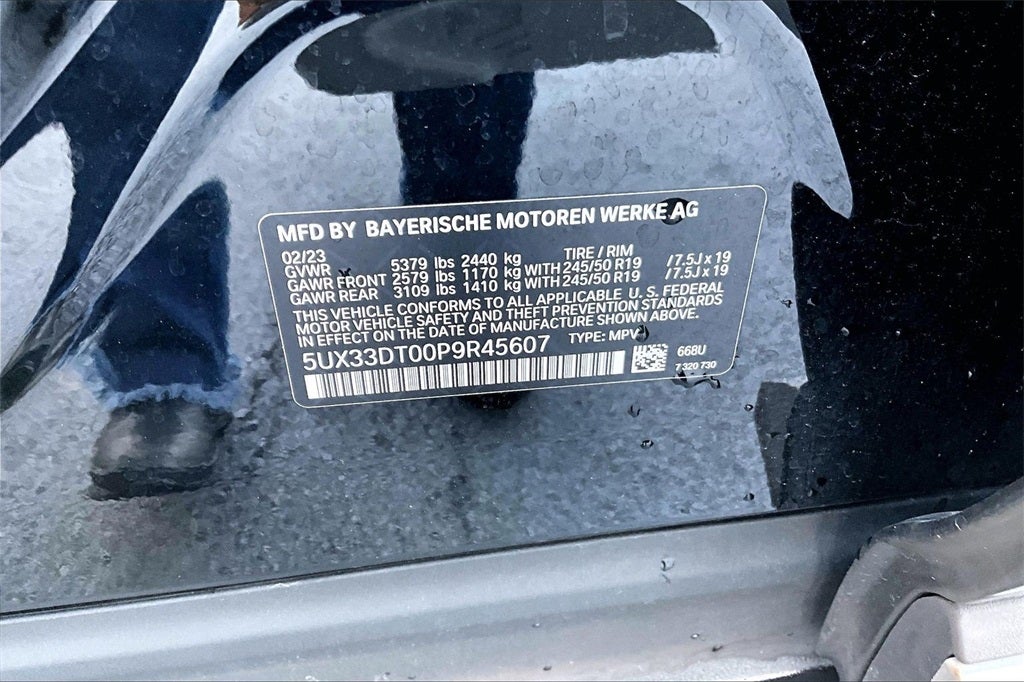 MFD BY BAYERISCHE MOTOREN WERKE AG
02/23
GVWR 5379 lbs 2440 kg TIRE / RIM
GAWR FRONT 2579 lbs 1170 kg WITH 245/50 R19 / 7.5J x 19
GAWR REAR 3109 lbs 1410 kg WITH 245/50 R19 / 7.5J x 19
THIS VEHICLE CONFORMS TO ALL APPLICABLE U. S. FEDERAL
MOTOR VEHICLE SAFETY AND THEFT PREVENTION STANDARDS
IN EFFECT ON THE DATE OF MANUFACTURE SHOWN ABOVE.
5UX33DT00P9R45607 TYPE: MPV
668U
7 320 730